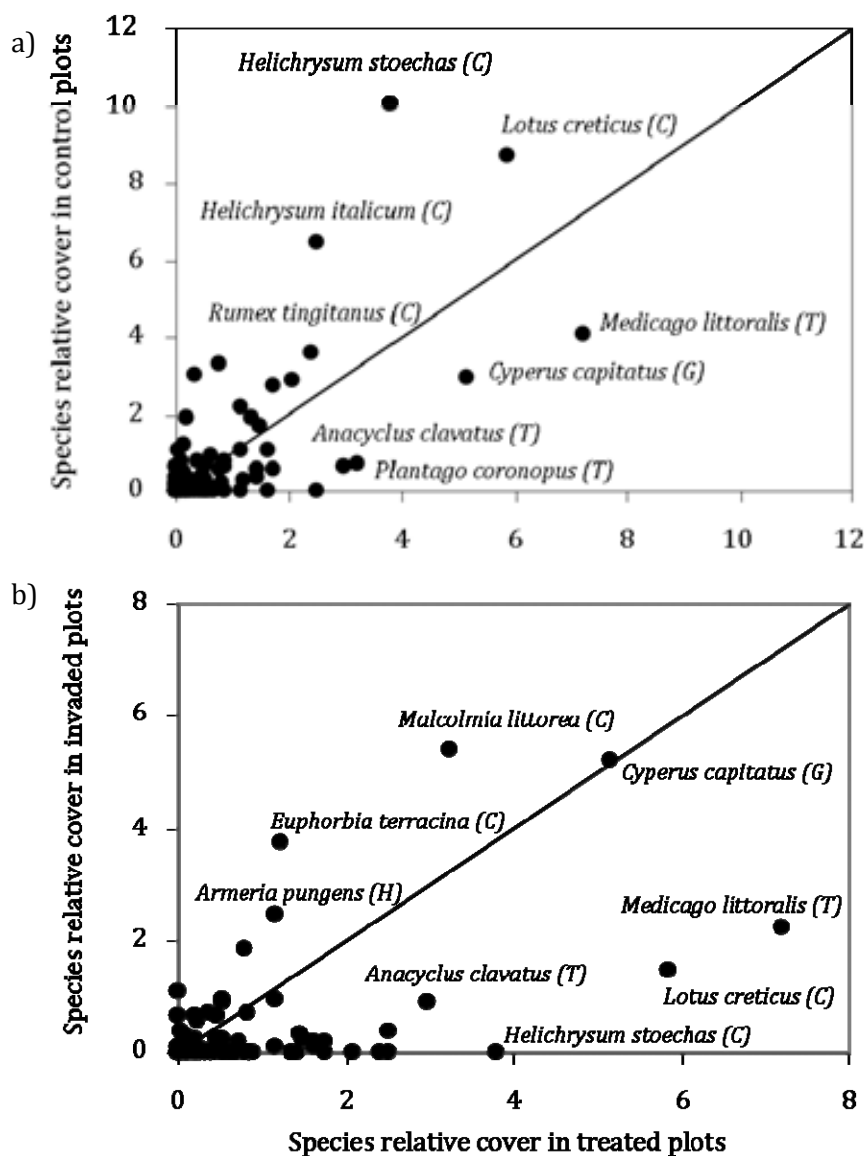 a)
Species relative cover in control plots
12
10
8
6
4
2
0
Helichrysum stoechas (C)
Lotus creticus (C)
Helichrysum italicum (C)
Rumex tingitanus (C)
Medicago littoralis (T)
Cyperus capitatus (G)
Anacyclus clavatus (T)
Plantago coronopus (T)
0 2 4 6 8 10 12
b)
Species relative cover in invaded plots
8
6
4
2
0
Malcolmia littorea (C)
Cyperus capitatus (G)
Euphorbia terracina (C)
Armeria pungens (H)
Medicago littoralis (T)
Anacyclus clavatus (T)
Lotus creticus (C)
Helichrysum stoechas (C)
0 2 4 6 8
Species relative cover in treated plots